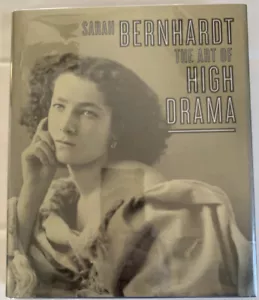 SARAH BERNHARDT
THE ART OF
HIGH
DRAMA